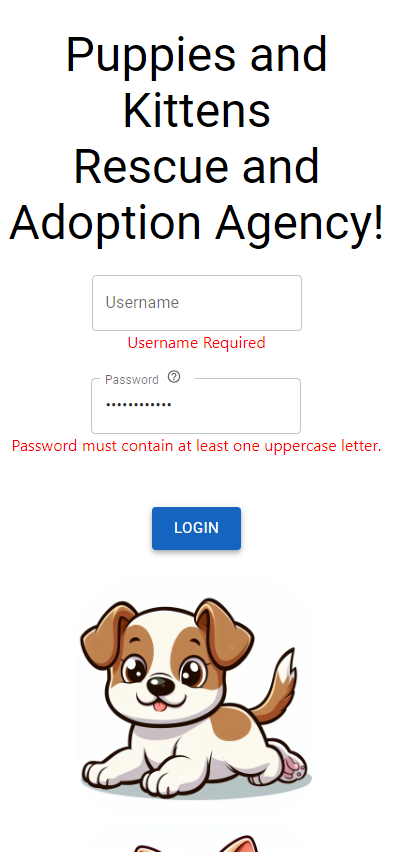 Puppies and
Kittens
Rescue and
Adoption Agency!
Username
Username Required
Password
••••••••••••
Password must contain at least one uppercase letter.
LOGIN